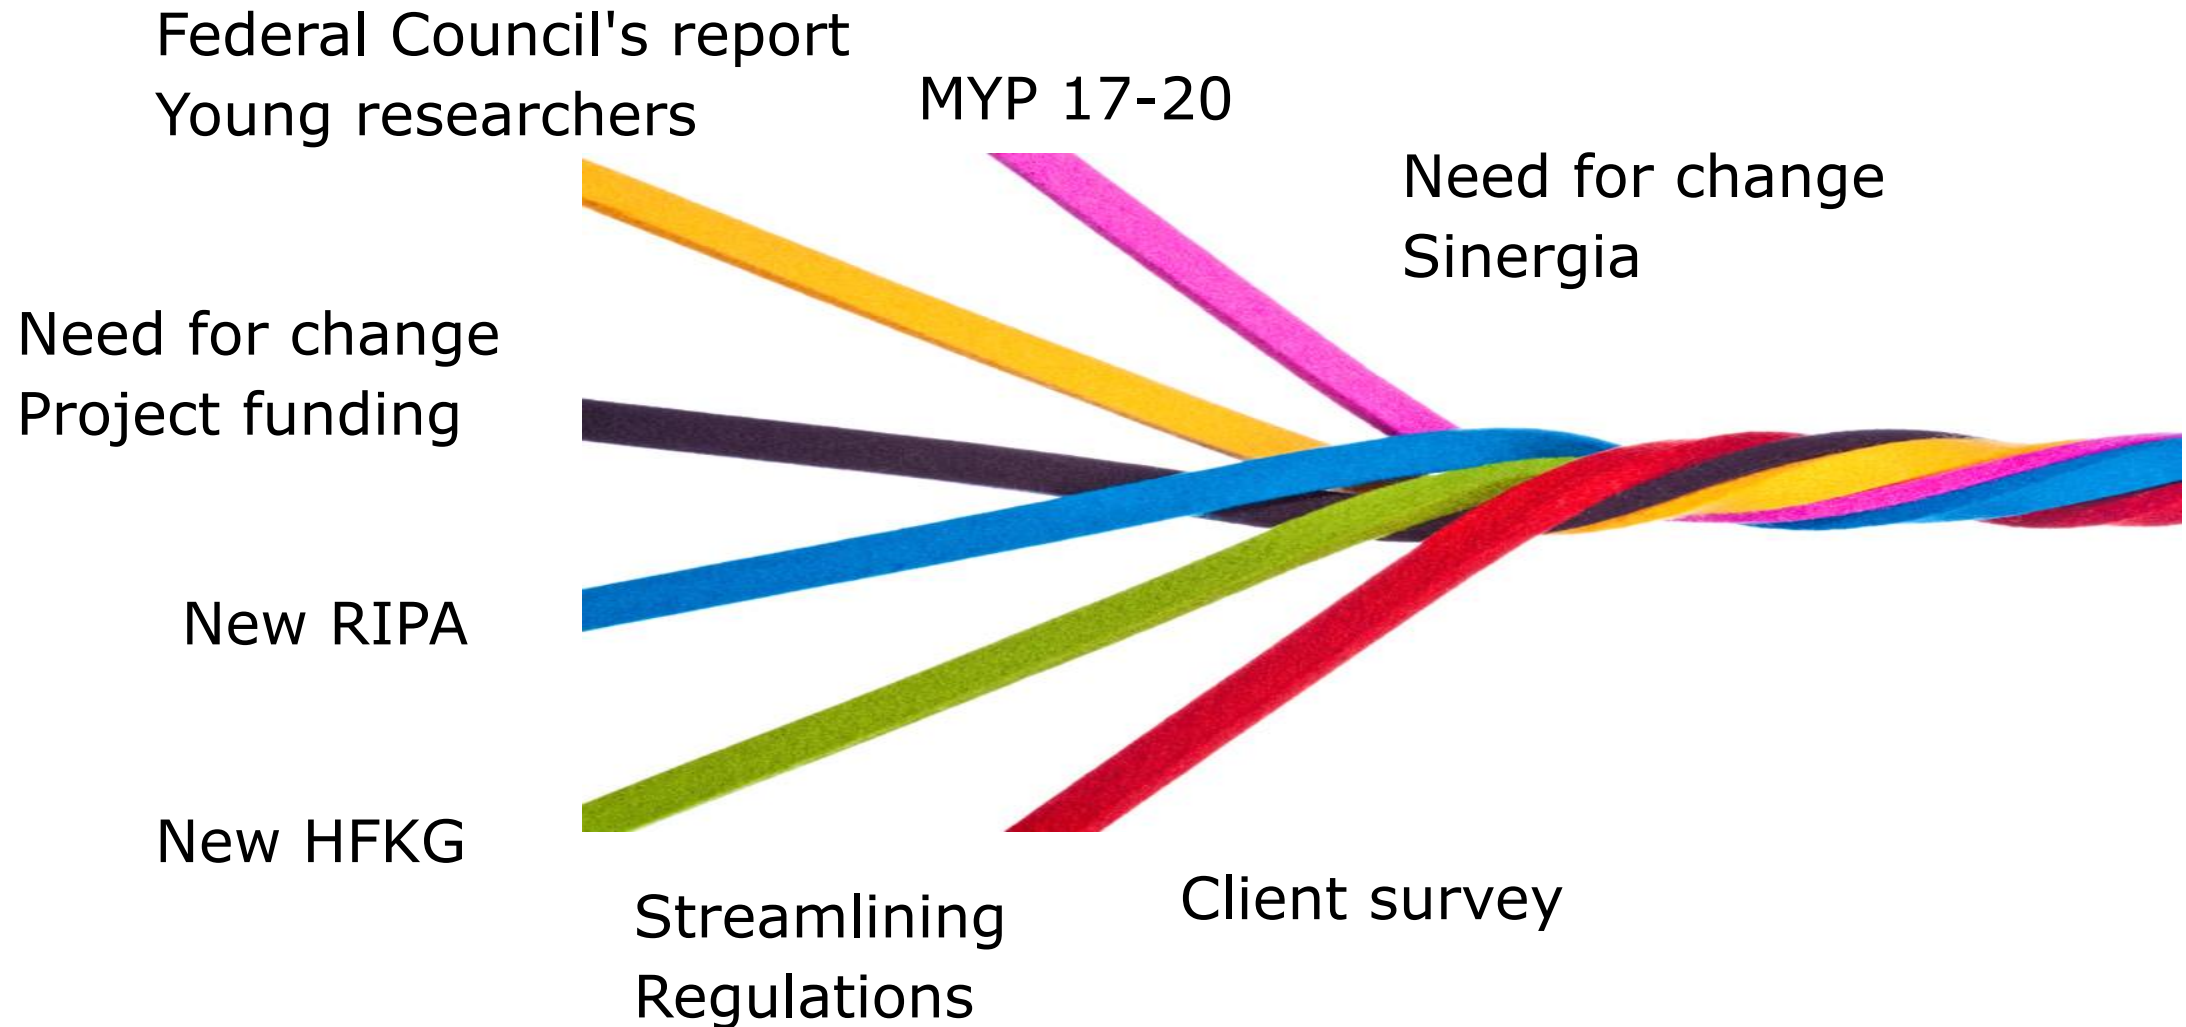 Federal Council's report
Young researchers
MYP 17-20
Need for change
Sinergia
Need for change
Project funding
New RIPA
New HFKG
Streamlining
Regulations
Client survey